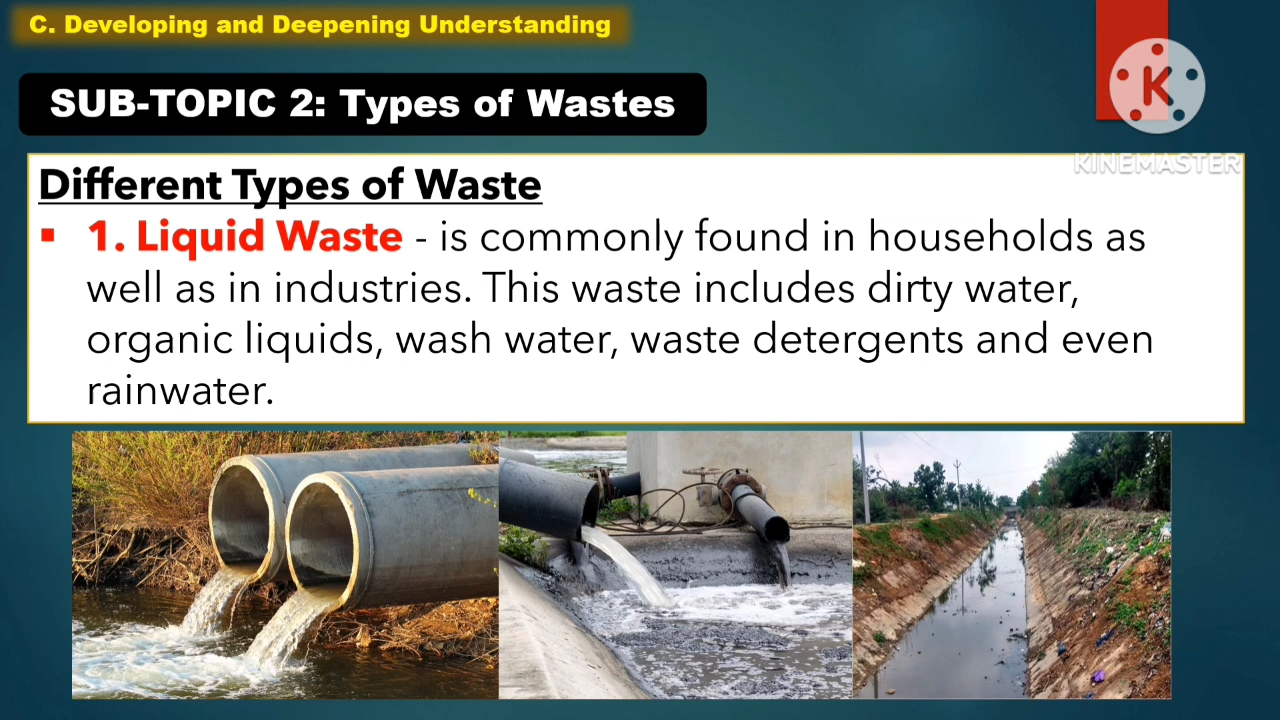 C. Developing and Deepening Understanding
SUB-TOPIC 2: Types of Wastes
K
KINEMASTER
Different Types of Waste
▪ 1. Liquid Waste - is commonly found in households as
well as in industries. This waste includes dirty water,
organic liquids, wash water, waste detergents and even
rainwater.